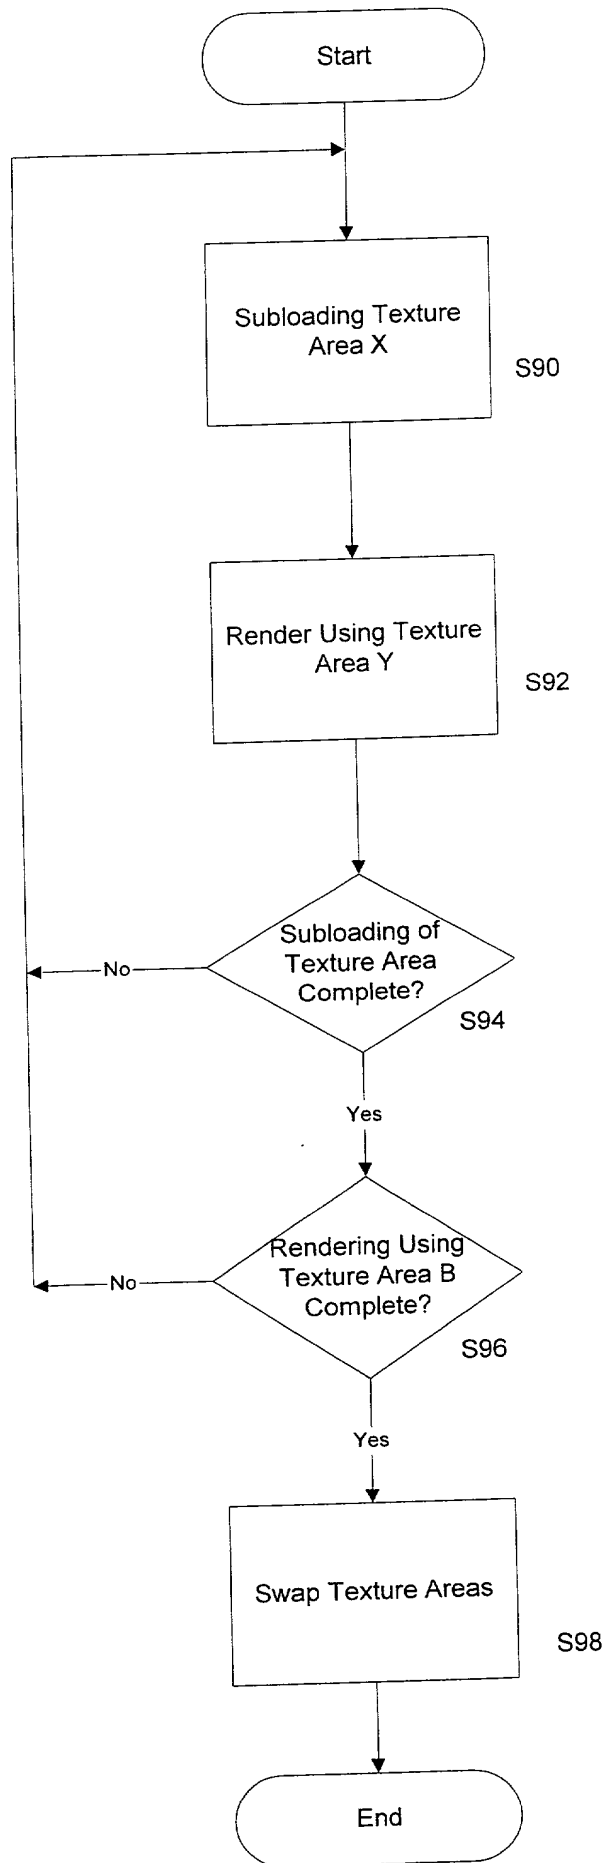 Start
Subloading Texture
Area X
S90
Render Using Texture
Area Y
S92
Subloading of
Texture Area
Complete?
S94
No
Yes
Rendering Using
Texture Area B
Complete?
S96
No
Yes
Swap Texture Areas
S98
End